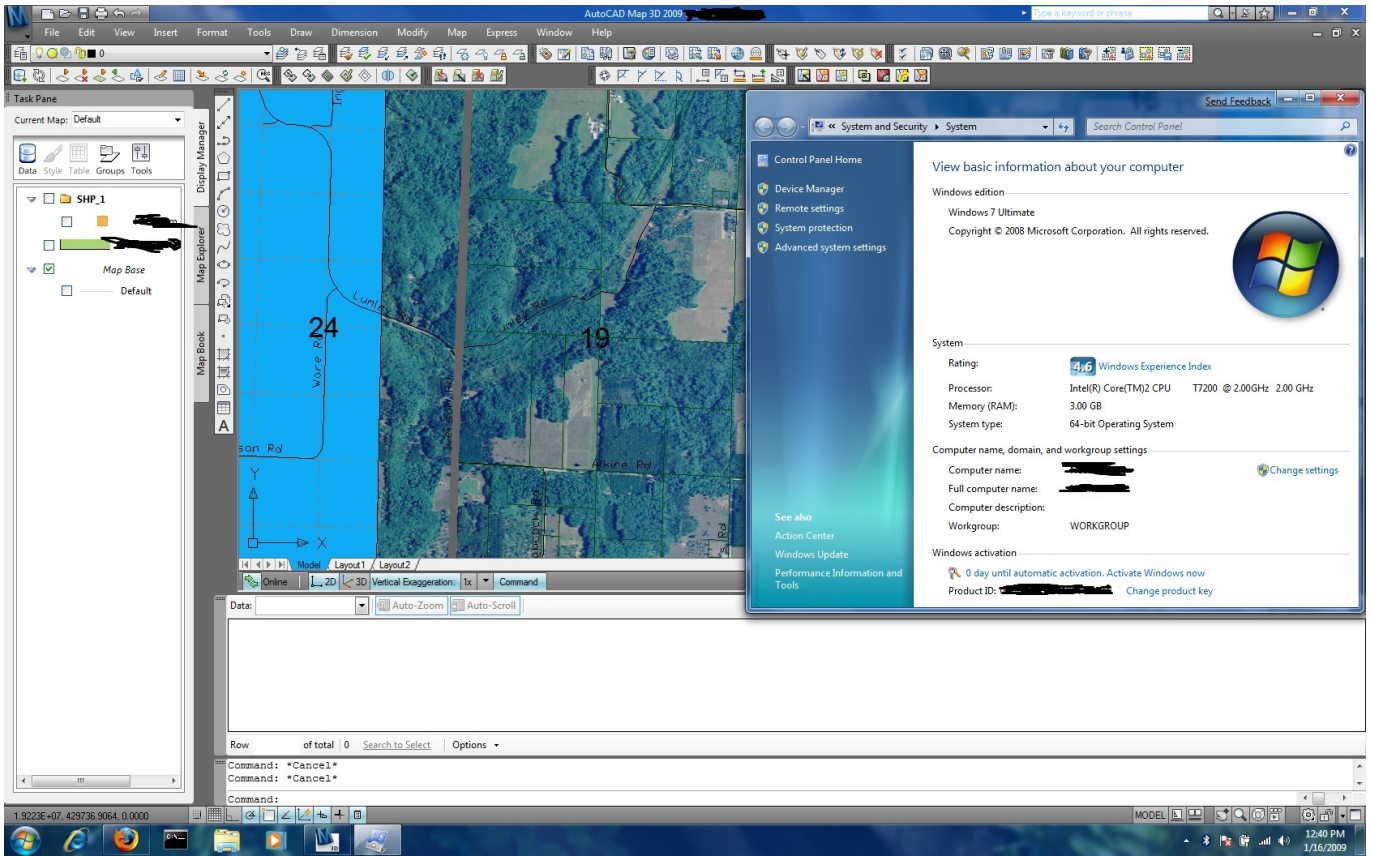 AutoCAD Map 3D 2009
Type a keyword or phrase
File Edit View Insert Format Tools Draw Dimension Modify Map Express Window Help
0
Task Pane
Current Map: Default
Data Style Table Groups Tools
Display Manager
Map Explorer
Map Book
SHP_1
Map Base
Default
Lumley Rd
Lumley Rd
24
19
Ware Rd
son Rd
Alkire Rd
Y
X
Model Layout1 Layout2
Online 2D 3D Vertical Exaggeration: 1x Command
Data: Auto-Zoom Auto-Scroll
Row of total 0 Search to Select Options
Command: *Cancel*
Command: *Cancel*
Command:
1.9223E+07, 429736.9064, 0.0000
MODEL
Send Feedback
« System and Security System
Search Control Panel
Control Panel Home
Device Manager
Remote settings
System protection
Advanced system settings
See also
Action Center
Windows Update
Performance Information and
Tools
View basic information about your computer
Windows edition
Windows 7 Ultimate
Copyright © 2008 Microsoft Corporation. All rights reserved.
System
Rating: 4,6 Windows Experience Index
Processor: Intel(R) Core(TM)2 CPU T7200 @ 2.00GHz 2.00 GHz
Memory (RAM): 3.00 GB
System type: 64-bit Operating System
Computer name, domain, and workgroup settings
Computer name:
Change settings
Full computer name:
Computer description:
Workgroup: WORKGROUP
Windows activation
0 day until automatic activation. Activate Windows now
Product ID:
Change product key
12:40 PM
1/16/2009